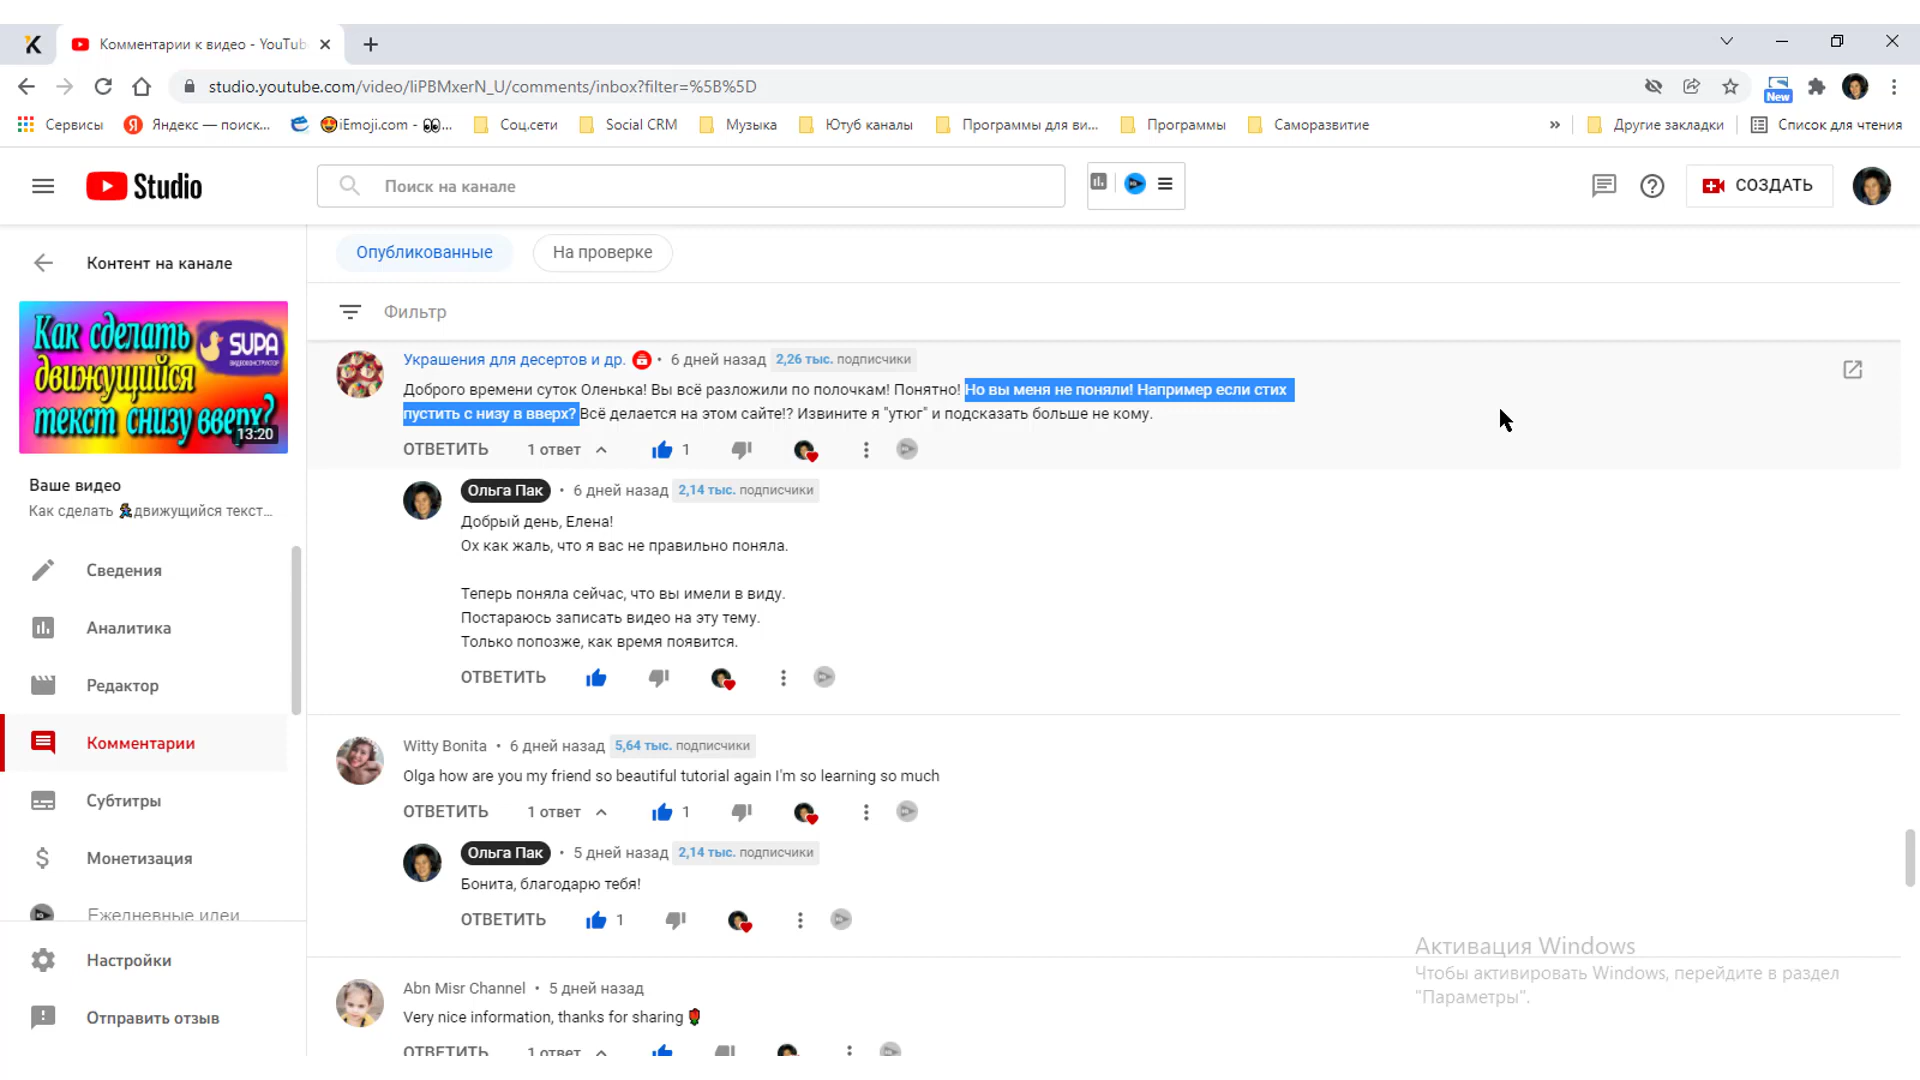 Комментарии к видео - YouTub
studio.youtube.com/video/IiPBMxerN_U/comments/inbox?filter=%5B%5D
New
Сервисы
Яндекс — поиск...
iEmoji.com - 👀...
Соц.сети
Social CRM
Музыка
Ютуб каналы
Программы для ви...
Программы
Саморазвитие
»
Другие закладки
Список для чтения
Studio
Поиск на канале
СОЗДАТЬ
Контент на канале
Опубликованные
На проверке
Фильтр
Как сделать
движущийся
текст снизу вверх?
SUPA
ВИДЕОКОНСТРУКТОР
13:20
Ваше видео
Как сделать движущийся текст...
Сведения
Аналитика
Редактор
Комментарии
Субтитры
Монетизация
Ежедневные идеи
Настройки
Отправить отзыв
Украшения для десертов и др. • 6 дней назад 2,26 тыс. подписчики
Доброго времени суток Оленька! Вы всё разложили по полочкам! Понятно! Но вы меня не поняли! Например если стих
пустить с низу в вверх? Всё делается на этом сайте!? Извините я "утюг" и подсказать больше не кому.
ОТВЕТИТЬ 1 ответ 1
Ольга Пак • 6 дней назад 2,14 тыс. подписчики
Добрый день, Елена!
Ох как жаль, что я вас не правильно поняла.
Теперь поняла сейчас, что вы имели в виду.
Постараюсь записать видео на эту тему.
Только попозже, как время появится.
ОТВЕТИТЬ
Witty Bonita • 6 дней назад 5,64 тыс. подписчики
Olga how are you my friend so beautiful tutorial again I'm so learning so much
ОТВЕТИТЬ 1 ответ 1
Ольга Пак • 5 дней назад 2,14 тыс. подписчики
Бонита, благодарю тебя!
ОТВЕТИТЬ 1
Abn Misr Channel • 5 дней назад
Very nice information, thanks for sharing 🌹
ОТВЕТИТЬ 1 ответ
Активация Windows
Чтобы активировать Windows, перейдите в раздел
"Параметры".